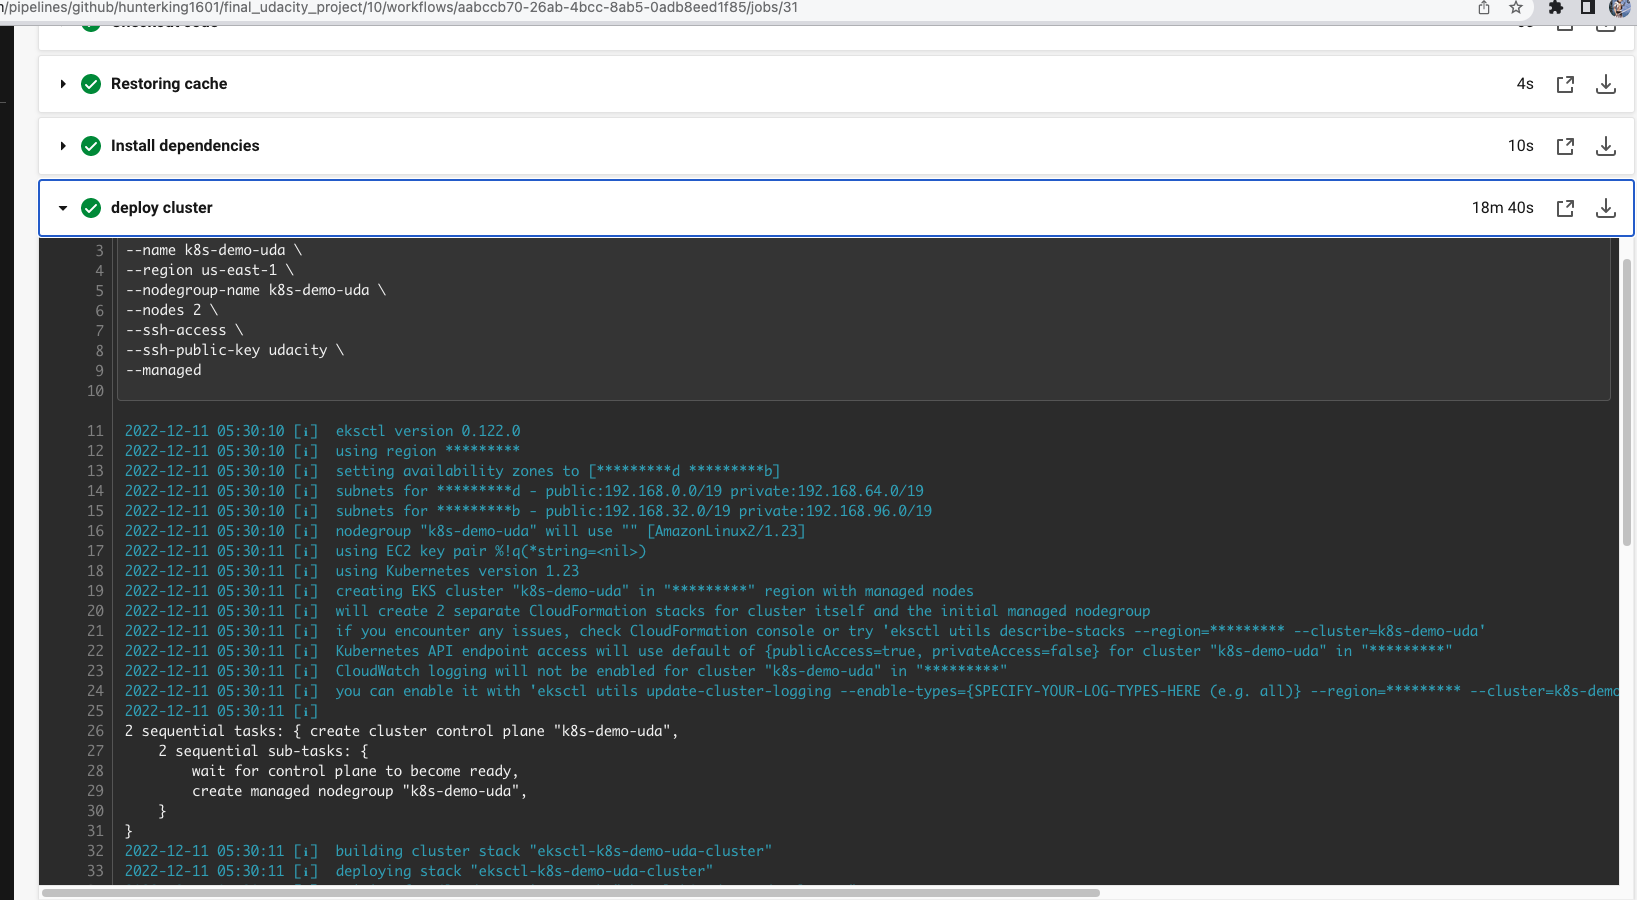 /pipelines/github/hunterking1601/final_udacity_project/10/workflows/aabccb70-26ab-4bcc-8ab5-0adb8eed1f85/jobs/31
Restoring cache 4s
Install dependencies 10s
deploy cluster 18m 40s
3 --name k8s-demo-uda \
4 --region us-east-1 \
5 --nodegroup-name k8s-demo-uda \
6 --nodes 2 \
7 --ssh-access \
8 --ssh-public-key udacity \
9 --managed
10
11 2022-12-11 05:30:10 [ℹ]  eksctl version 0.122.0
12 2022-12-11 05:30:10 [ℹ]  using region *********
13 2022-12-11 05:30:10 [ℹ]  setting availability zones to [*********d *********b]
14 2022-12-11 05:30:10 [ℹ]  subnets for *********d - public:192.168.0.0/19 private:192.168.64.0/19
15 2022-12-11 05:30:10 [ℹ]  subnets for *********b - public:192.168.32.0/19 private:192.168.96.0/19
16 2022-12-11 05:30:10 [ℹ]  nodegroup "k8s-demo-uda" will use "" [AmazonLinux2/1.23]
17 2022-12-11 05:30:11 [ℹ]  using EC2 key pair %!q(*string=<nil>)
18 2022-12-11 05:30:11 [ℹ]  using Kubernetes version 1.23
19 2022-12-11 05:30:11 [ℹ]  creating EKS cluster "k8s-demo-uda" in "*********" region with managed nodes
20 2022-12-11 05:30:11 [ℹ]  will create 2 separate CloudFormation stacks for cluster itself and the initial managed nodegroup
21 2022-12-11 05:30:11 [ℹ]  if you encounter any issues, check CloudFormation console or try 'eksctl utils describe-stacks --region=********* --cluster=k8s-demo-uda'
22 2022-12-11 05:30:11 [ℹ]  Kubernetes API endpoint access will use default of {publicAccess=true, privateAccess=false} for cluster "k8s-demo-uda" in "*********"
23 2022-12-11 05:30:11 [ℹ]  CloudWatch logging will not be enabled for cluster "k8s-demo-uda" in "*********"
24 2022-12-11 05:30:11 [ℹ]  you can enable it with 'eksctl utils update-cluster-logging --enable-types={SPECIFY-YOUR-LOG-TYPES-HERE (e.g. all)} --region=********* --cluster=k8s-demo
25 2022-12-11 05:30:11 [ℹ]
26 2 sequential tasks: { create cluster control plane "k8s-demo-uda",
27     2 sequential sub-tasks: {
28         wait for control plane to become ready,
29         create managed nodegroup "k8s-demo-uda",
30     }
31 }
32 2022-12-11 05:30:11 [ℹ]  building cluster stack "eksctl-k8s-demo-uda-cluster"
33 2022-12-11 05:30:11 [ℹ]  deploying stack "eksctl-k8s-demo-uda-cluster"